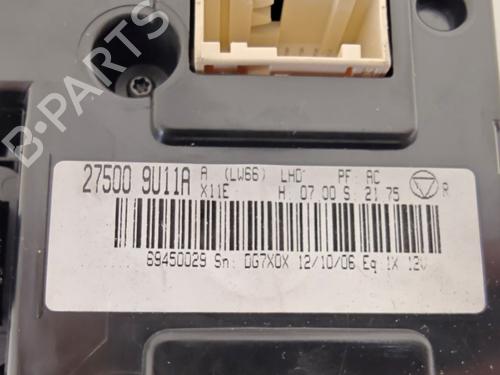 27500 9U11A A (LW66) LHD PF: AC
X11E H: 07 00 S: 21 75 R
69450029 Sn: 0G7X0X 12/10/06 Eq 1X 12V
B-PARTS